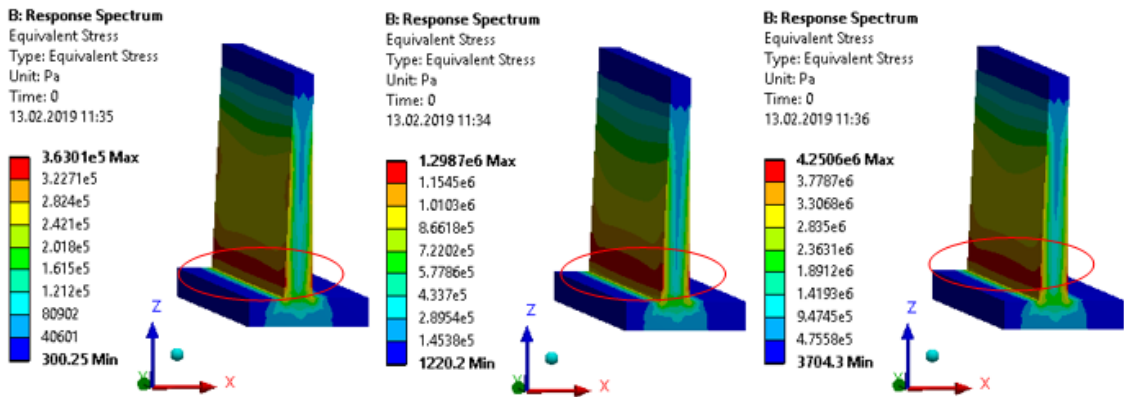 B: Response Spectrum
Equivalent Stress
Type: Equivalent Stress
Unit: Pa
Time: 0
13.02.2019 11:35
3.6301e5 Max
3.2271e5
2.824e5
2.421e5
2.018e5
1.615e5
1.212e5
80902
40601
300.25 Min
Z
Y
X
B: Response Spectrum
Equivalent Stress
Type: Equivalent Stress
Unit: Pa
Time: 0
13.02.2019 11:34
1.2987e6 Max
1.1545e6
1.0103e6
8.6618e5
7.2202e5
5.7786e5
4.337e5
2.8954e5
1.4538e5
1220.2 Min
Z
Y
X
B: Response Spectrum
Equivalent Stress
Type: Equivalent Stress
Unit: Pa
Time: 0
13.02.2019 11:36
4.2506e6 Max
3.7787e6
3.3068e6
2.835e6
2.3631e6
1.8912e6
1.4193e6
9.4745e5
4.7558e5
3704.3 Min
Z
Y
X